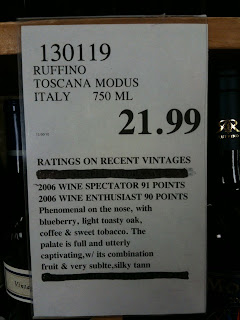 130119
RUFFINO
TOSCANA MODUS
ITALY 750 ML
21.99
RATINGS ON RECENT VINTAGES
2006 WINE SPECTATOR 91 POINTS
2006 WINE ENTHUSIAST 90 POINTS
Phenomenal on the nose, with
blueberry, light toasty oak,
coffee & sweet tobacco. The
palate is full and utterly
captivating,w/ its combination
fruit & very sublte,silky tann